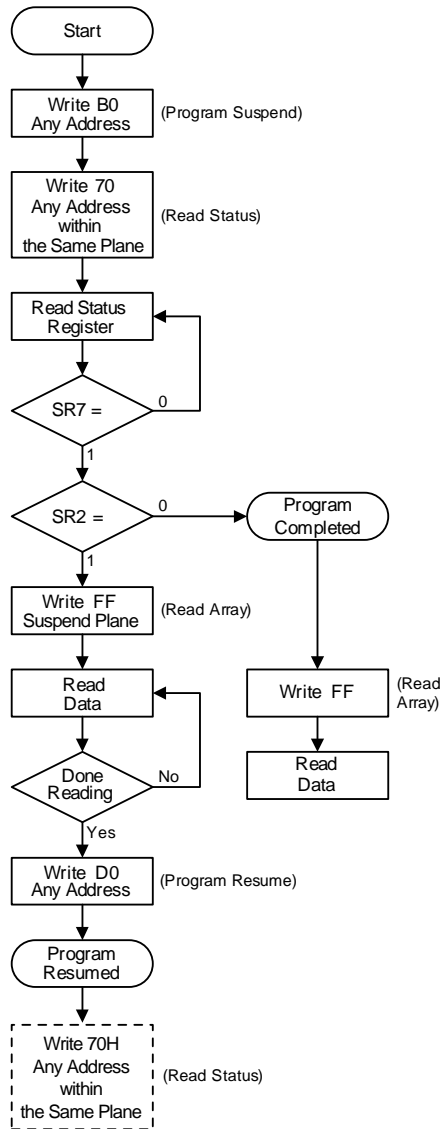 Start
Write B0
Any Address
(Program Suspend)
Write 70
Any Address
within
the Same Plane
(Read Status)
Read Status
Register
SR7 =
0
1
SR2 =
0
1
Program
Completed
Write FF
Suspend Plane
(Read Array)
Read
Data
Write FF
(Read
Array)
Done
Reading
No
Yes
Read
Data
Write D0
Any Address
(Program Resume)
Program
Resumed
Write 70H
Any Address
within
the Same Plane
(Read Status)